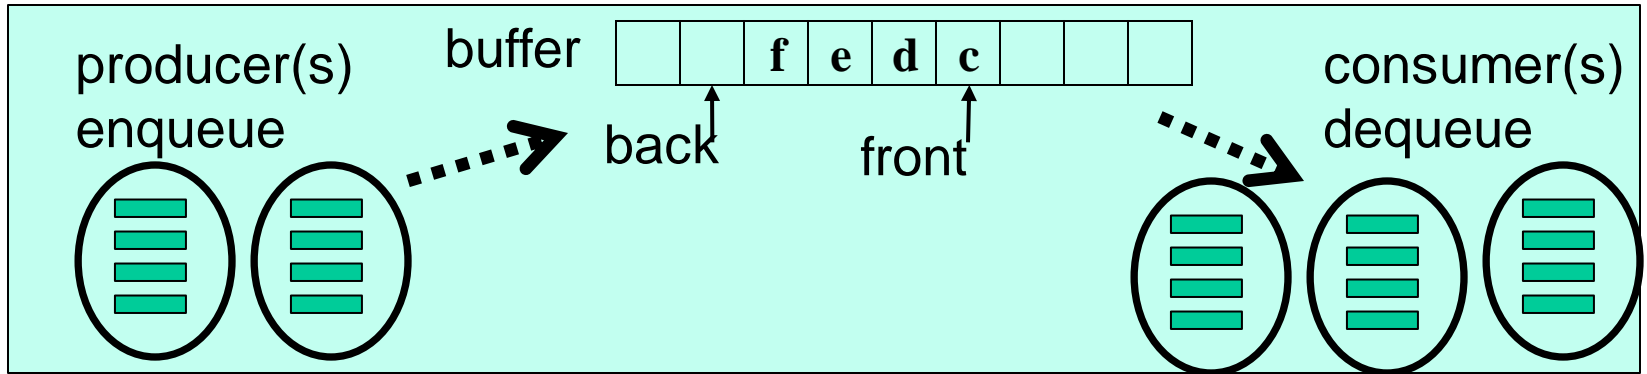 producer(s)
enqueue
buffer
f e d c
back
front
consumer(s)
dequeue